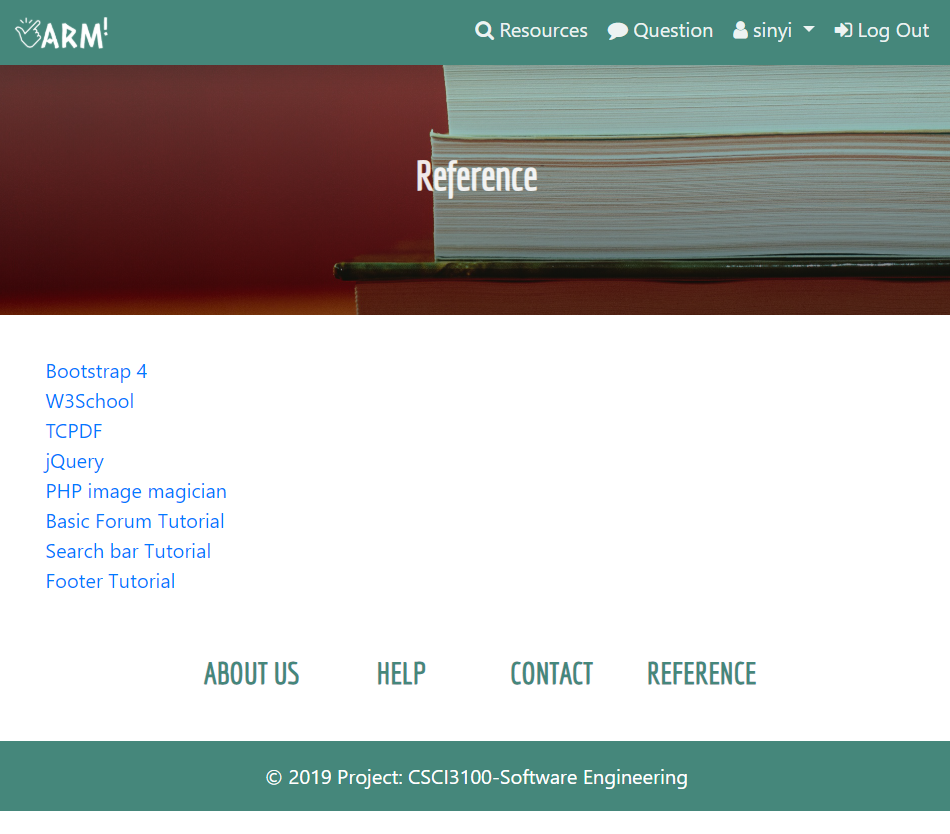 ARM!
Resources Question sinyi Log Out
Reference
Bootstrap 4
W3School
TCPDF
jQuery
PHP image magician
Basic Forum Tutorial
Search bar Tutorial
Footer Tutorial
ABOUT US HELP CONTACT REFERENCE
© 2019 Project: CSCI3100-Software Engineering